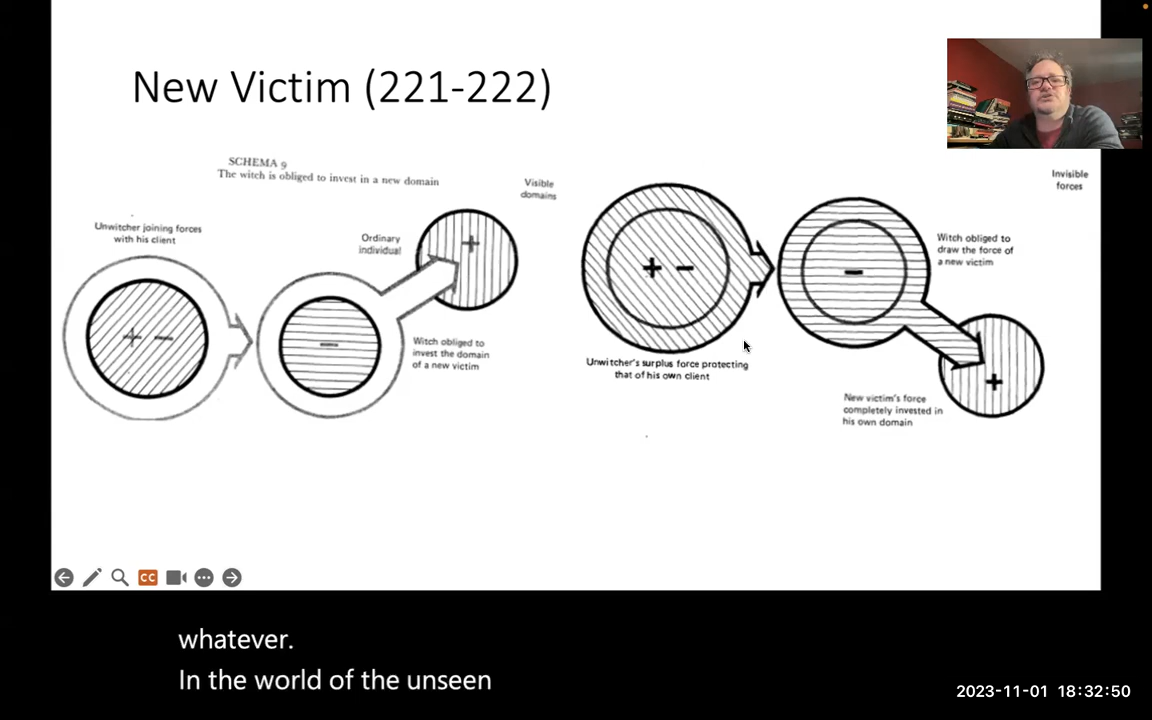 New Victim (221-222)
SCHEMA 9
The witch is obliged to invest in a new domain
Visible
domains
Unwitcher joining forces
with his client
Ordinary
individual
+
+ -
-
Witch obliged to
invest the domain
of a new victim
Invisible
forces
+ -
-
Witch obliged to
draw the force of
a new victim
Unwitcher's surplus force protecting
that of his own client
+
New victim's force
completely invested in
his own domain
CC
whatever.
In the world of the unseen
2023-11-01 18:32:50